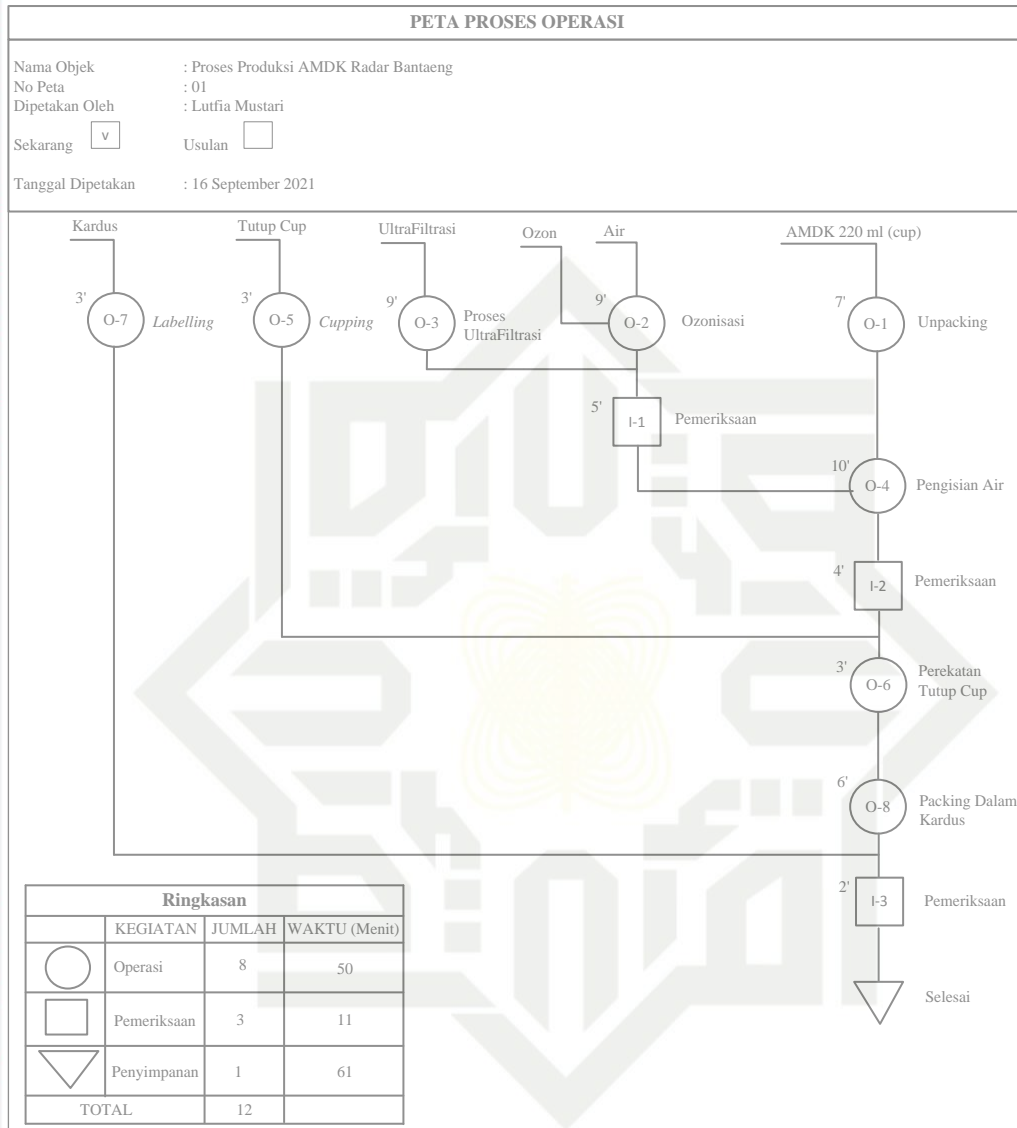 PETA PROSES OPERASI
Nama Objek : Proses Produksi AMDK Radar Bantaeng
No Peta : 01
Dipetakan Oleh : Lutfia Mustari
Sekarang v Usulan
Tanggal Dipetakan : 16 September 2021
Kardus Tutup Cup UltraFiltrasi Ozon Air AMDK 220 ml (cup)
3' O-7 Labelling
3' O-5 Cupping
9' O-3 Proses
UltraFiltrasi
9' O-2 Ozonisasi
7' O-1 Unpacking
5' I-1 Pemeriksaan
10' O-4 Pengisian Air
4' I-2 Pemeriksaan
3' O-6 Perekatan
Tutup Cup
6' O-8 Packing Dalam
Kardus
2' I-3 Pemeriksaan
Selesai
Ringkasan
KEGIATAN JUMLAH WAKTU (Menit)
Operasi 8 50
Pemeriksaan 3 11
Penyimpanan 1 61
TOTAL 12